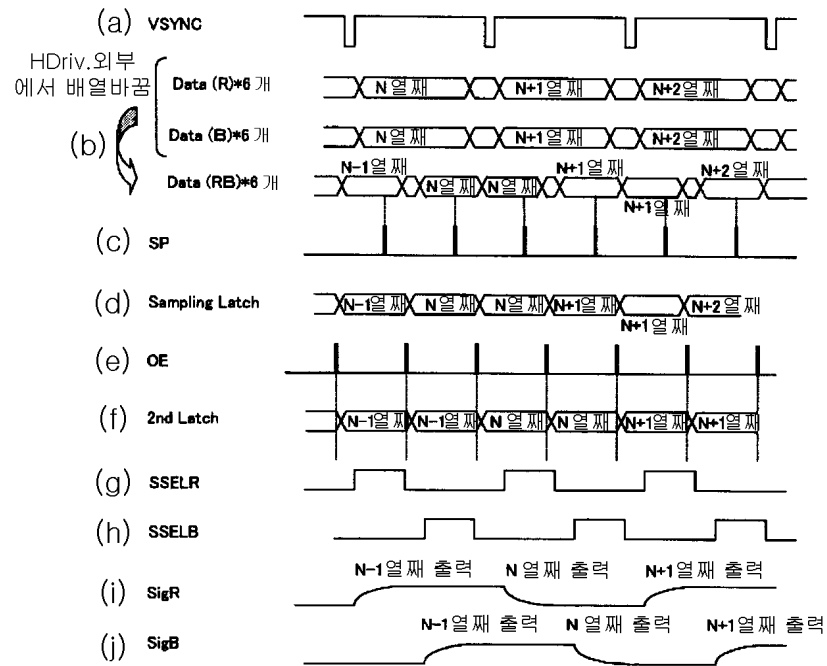 (a) VSYNC
HDriv.외부
에서 배열바꿈
(b)
Data (R)*6 개
N 열째
N+1 열째
N+2 열째
Data (B)*6 개
N 열째
N+1 열째
N+2 열째
Data (RB)*6 개
N-1 열째
N 열째
N 열째
N+1 열째
N+1 열째
N+2 열째
(c) SP
(d) Sampling Latch
N-1열째
N 열째
N 열째
N+1열째
N+1열째
N+2 열째
(e) OE
(f) 2nd Latch
N-1열째
N-1열째
N 열째
N 열째
N+1열째
N+1열째
(g) SSELR
(h) SSELB
(i) SigR
N-1열째 출력
N 열째 출력
N+1열째 출력
(j) SigB
N-1열째 출력
N 열째 출력
N+1열째 출력